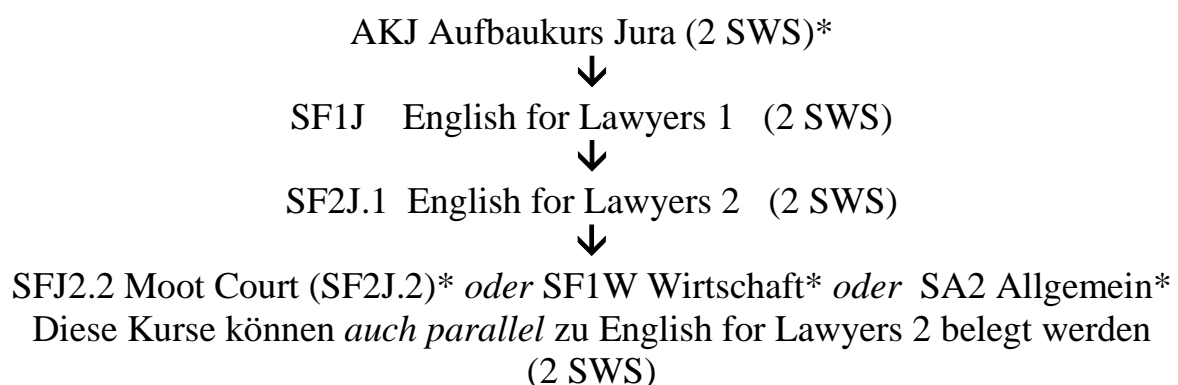 AKJ Aufbaukurs Jura (2 SWS)*
SF1J English for Lawyers 1 (2 SWS)
SF2J.1 English for Lawyers 2 (2 SWS)
SFJ2.2 Moot Court (SF2J.2)* oder SF1W Wirtschaft* oder SA2 Allgemein*
Diese Kurse können auch parallel zu English for Lawyers 2 belegt werden
(2 SWS)